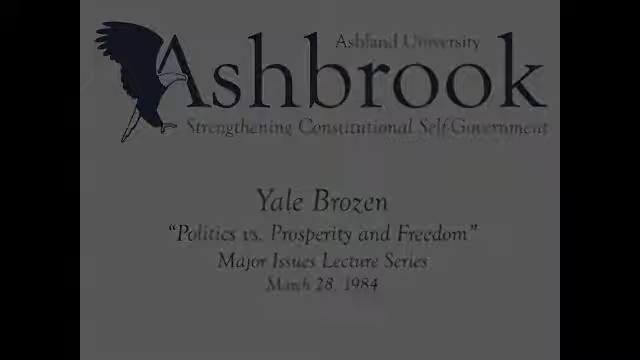 Ashland University
Ashbrook
Strengthening Constitutional Self-Government
Yale Brozen
“Politics vs. Prosperity and Freedom”
Major Issues Lecture Series
March 28, 1984